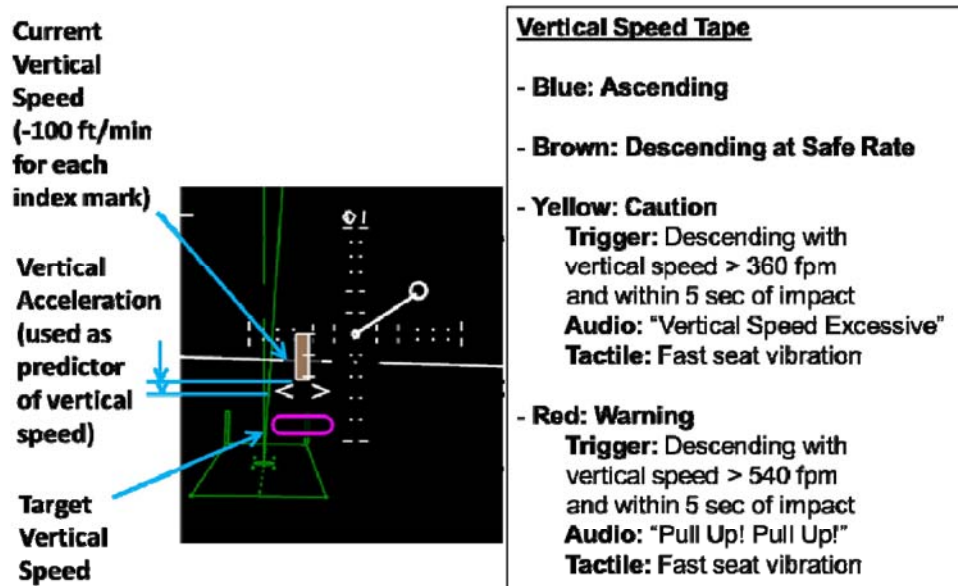 Current
Vertical
Speed
(-100 ft/min
for each
index mark)
Vertical
Acceleration
(used as
predictor
of vertical
speed)
Target
Vertical
Speed
Vertical Speed Tape
- Blue: Ascending
- Brown: Descending at Safe Rate
- Yellow: Caution
Trigger: Descending with
vertical speed > 360 fpm
and within 5 sec of impact
Audio: “Vertical Speed Excessive”
Tactile: Fast seat vibration
- Red: Warning
Trigger: Descending with
vertical speed > 540 fpm
and within 5 sec of impact
Audio: “Pull Up! Pull Up!”
Tactile: Fast seat vibration